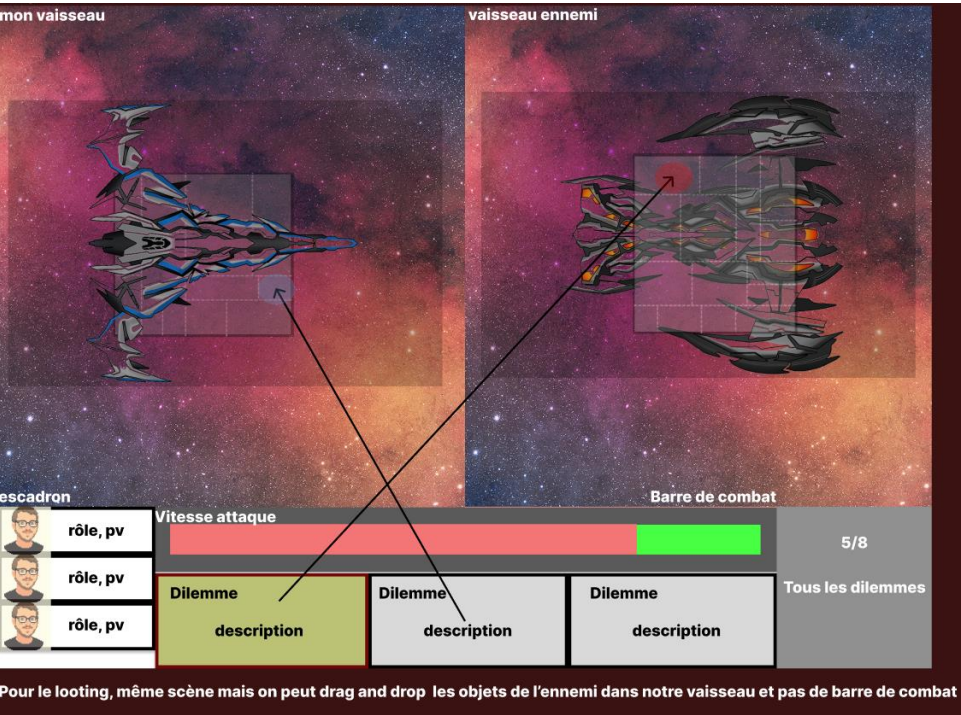 mon vaisseau
vaisseau ennemi
escadron
Barre de combat
rôle, pv
rôle, pv
rôle, pv
Vitesse attaque
5/8
Tous les dilemmes
Dilemme
description
Dilemme
description
Dilemme
description
Pour le looting, même scène mais on peut drag and drop les objets de l'ennemi dans notre vaisseau et pas de barre de combat